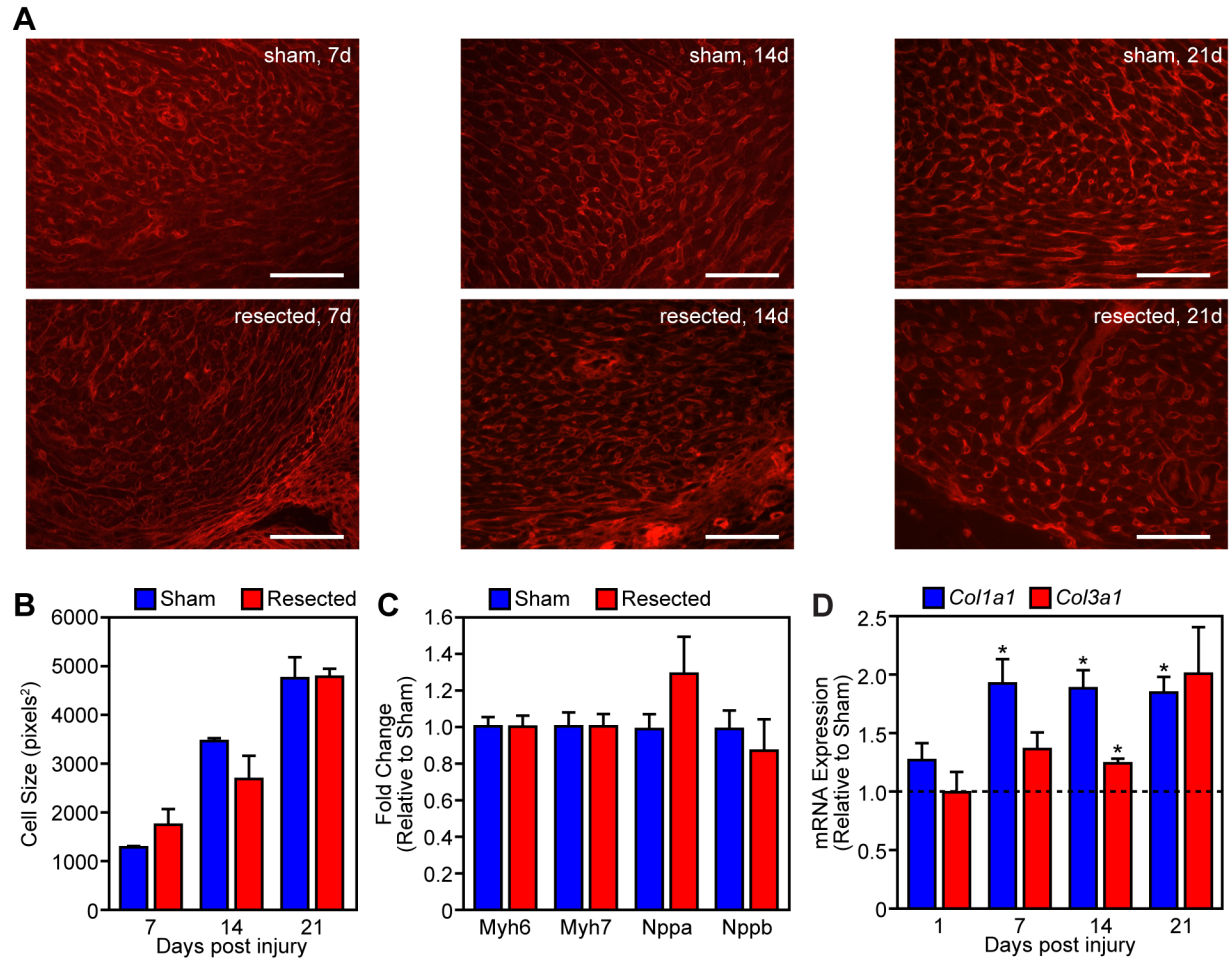 A
sham, 7d
sham, 14d
sham, 21d
resected, 7d
resected, 14d
resected, 21d
B
Sham
Resected
Cell Size (pixels²)
6000
5000
4000
3000
2000
1000
0
7
14
21
Days post injury
C
Sham
Resected
Fold Change
(Relative to Sham)
1.6
1.4
1.2
1.0
0.8
0.6
0.4
0.2
0
Myh6
Myh7
Nppa
Nppb
D
Col1a1
Col3a1
mRNA Expression
(Relative to Sham)
2.5
2.0
1.5
1.0
0.5
0
*
*
*
*
1
7
14
21
Days post injury